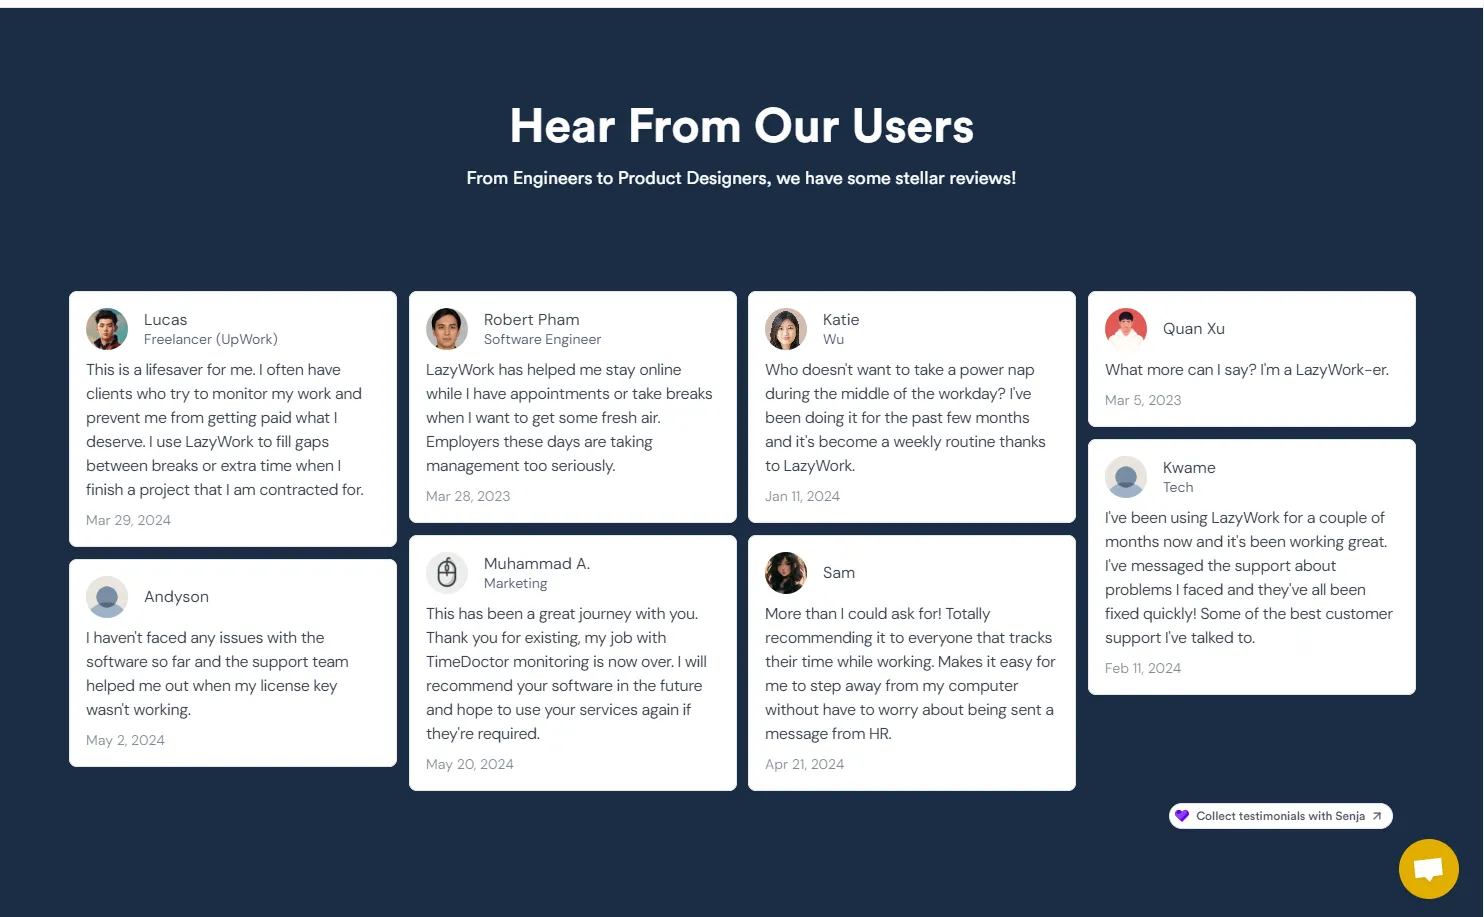 Hear From Our Users
From Engineers to Product Designers, we have some stellar reviews!
Lucas
Freelancer (UpWork)
This is a lifesaver for me. I often have
clients who try to monitor my work and
prevent me from getting paid what I
deserve. I use LazyWork to fill gaps
between breaks or extra time when I
finish a project that I am contracted for.
Mar 29, 2024
Andyson
I haven't faced any issues with the
software so far and the support team
helped me out when my license key
wasn't working.
May 2, 2024
Robert Pham
Software Engineer
LazyWork has helped me stay online
while I have appointments or take breaks
when I want to get some fresh air.
Employers these days are taking
management too seriously.
Mar 28, 2023
Muhammad A.
Marketing
This has been a great journey with you.
Thank you for existing, my job with
TimeDoctor monitoring is now over. I will
recommend your software in the future
and hope to use your services again if
they're required.
May 20, 2024
Katie
Wu
Who doesn't want to take a power nap
during the middle of the workday? I've
been doing it for the past few months
and it's become a weekly routine thanks
to LazyWork.
Jan 11, 2024
Sam
More than I could ask for! Totally
recommending it to everyone that tracks
their time while working. Makes it easy for
me to step away from my computer
without have to worry about being sent a
message from HR.
Apr 21, 2024
Quan Xu
What more can I say? I'm a LazyWork-er.
Mar 5, 2023
Kwame
Tech
I've been using LazyWork for a couple of
months now and it's been working great.
I've messaged the support about
problems I faced and they've all been
fixed quickly! Some of the best customer
support I've talked to.
Feb 11, 2024
Collect testimonials with Senja